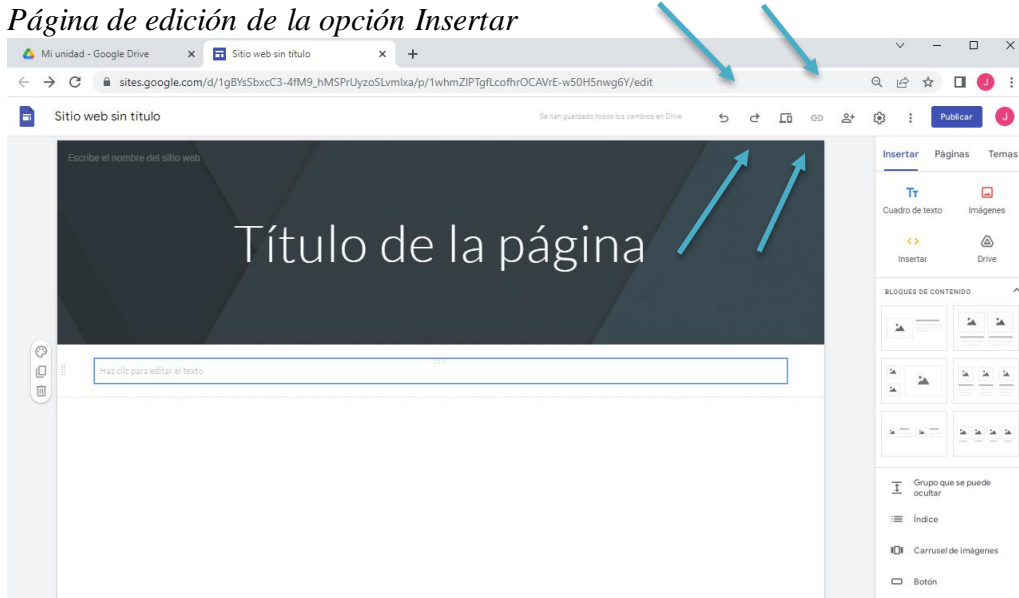 Página de edición de la opción Insertar
Mi unidad - Google Drive
Sitio web sin título
sites.google.com/d/1gBYsSbxcC3-4fM9_hMSPrUyzoSLvmlxa/p/1whmZIPTgfLcofhrOCAVrE-w50H5nwg6Y/edit
J
Sitio web sin título
Se han guardado todos los cambios en Drive.
Publicar
J
Escribe el nombre del sitio web
Insertar Páginas Temas
Título de la página
Cuadro de texto Imágenes
Insertar Drive
BLOQUES DE CONTENIDO
Haz clic para editar el texto
Grupo que se puede
ocultar
Índice
Carrusel de imágenes
Botón